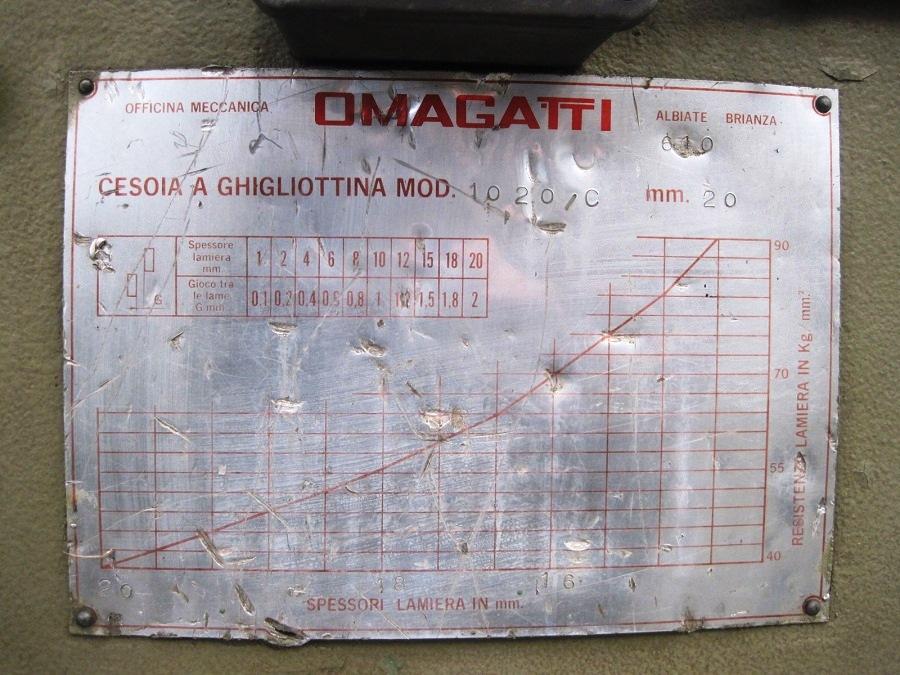 OFFICINA MECCANICA OMAGATTI ALBIATE BRIANZA
610
CESOIA A GHIGLIOTTINA MOD. 1020/C mm. 20
Spessore lamiera mm. 1 2 4 6 8 10 12 15 18 20
Gioco tra le lame G mm. 0,1 0,2 0,4 0,6 0,8 1 1,2 1,5 1,8 2
G
90
70
55
40
RESISTENZA LAMIERA IN Kg mm.²
20 18 16
SPESSORI LAMIERA IN mm.